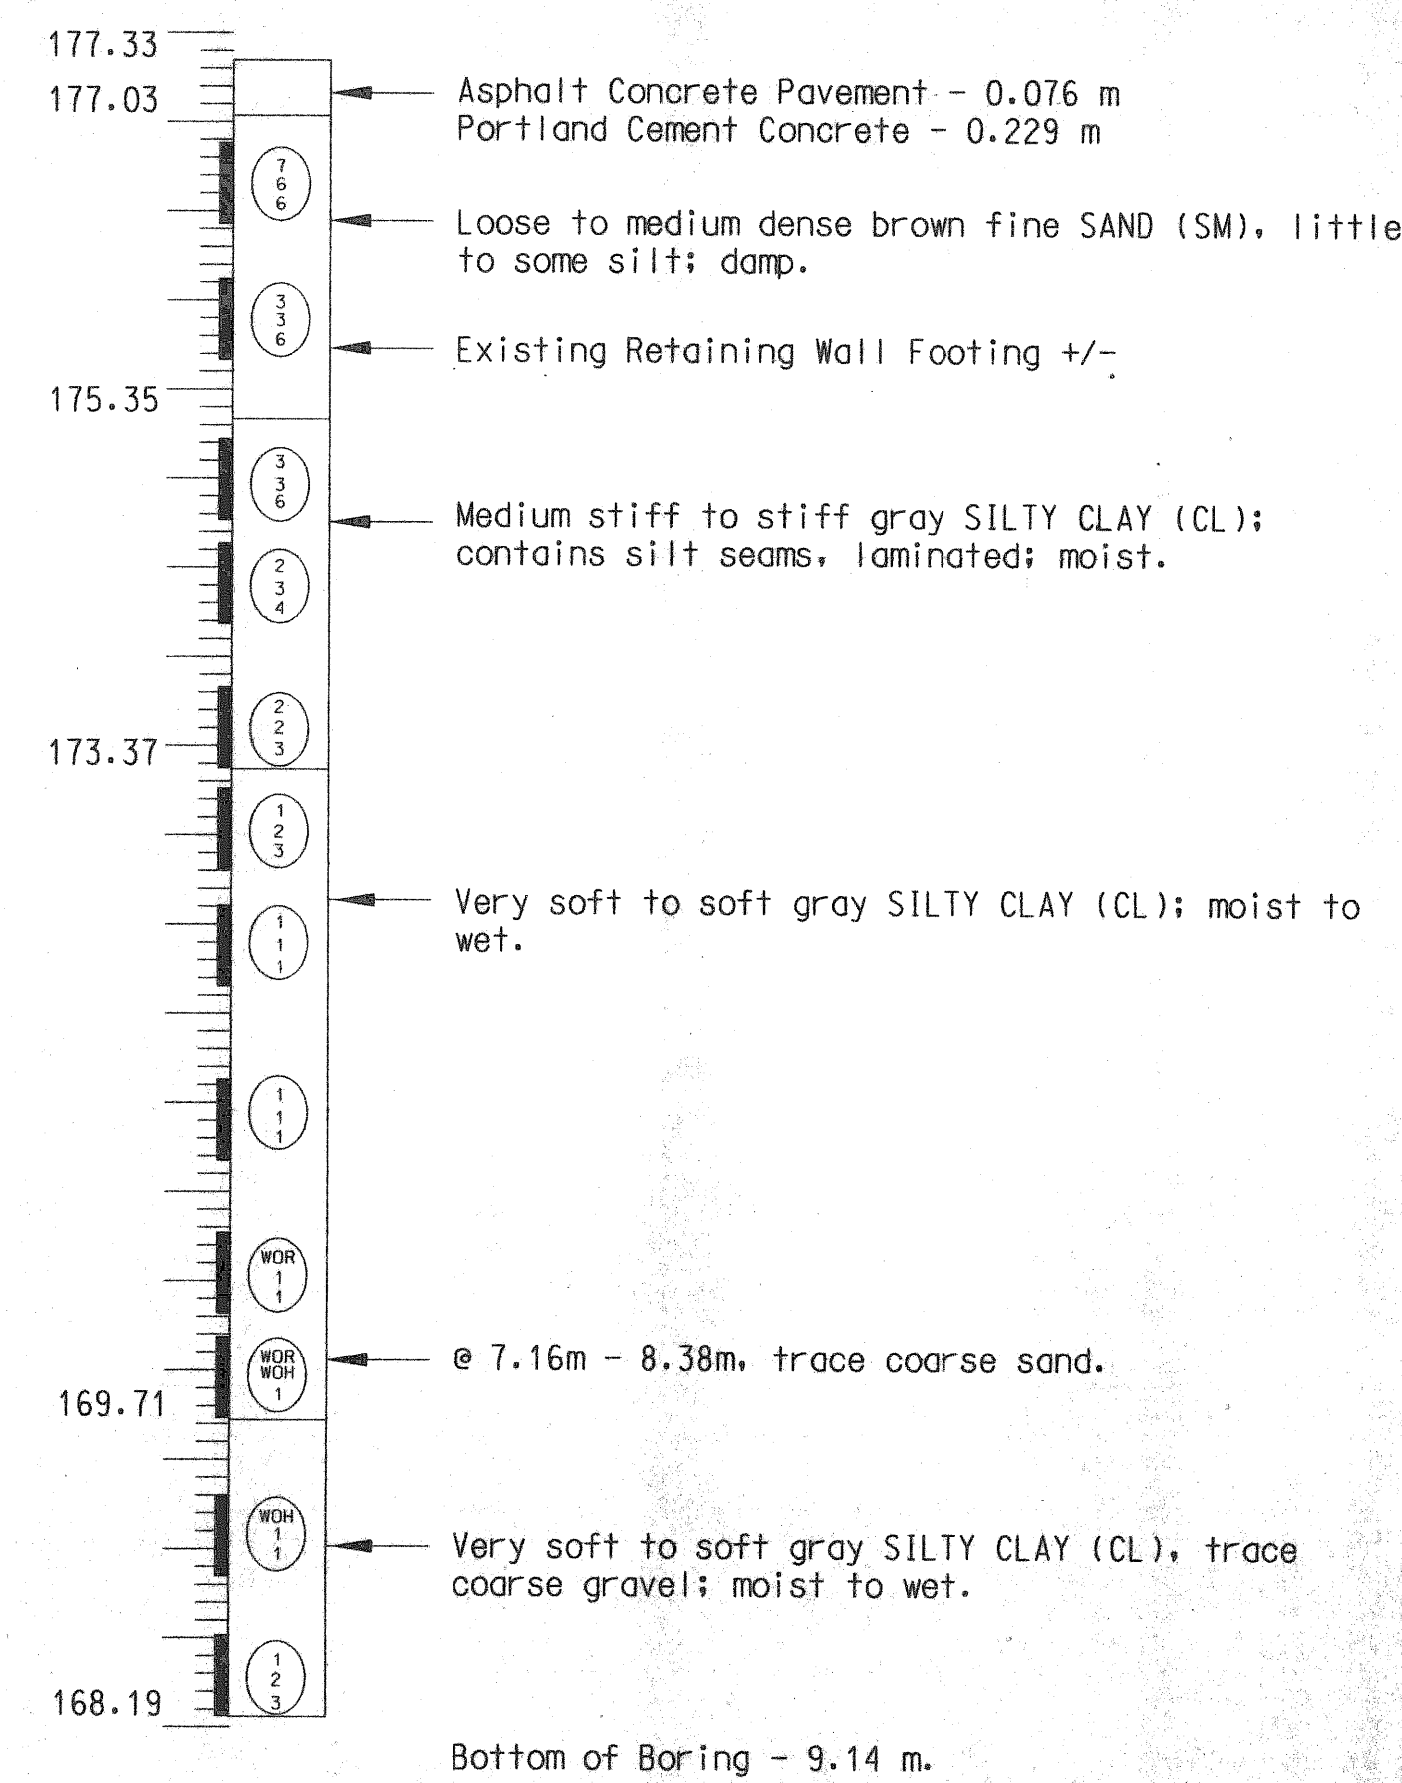 177.33
177.03
Asphalt Concrete Pavement - 0.076 m
Portland Cement Concrete - 0.229 m
7
6
6
Loose to medium dense brown fine SAND (SM), little
to some silt; damp.
3
3
6
Existing Retaining Wall Footing +/-
175.35
3
3
6
Medium stiff to stiff gray SILTY CLAY (CL);
contains silt seams, laminated; moist.
2
3
4
2
2
3
173.37
1
2
3
Very soft to soft gray SILTY CLAY (CL); moist to
wet.
1
1
1
1
1
1
WOR
1
1
WOR
WOH
1
@ 7.16m - 8.38m, trace coarse sand.
169.71
WOH
1
1
Very soft to soft gray SILTY CLAY (CL), trace
coarse gravel; moist to wet.
1
2
3
168.19
Bottom of Boring - 9.14 m.